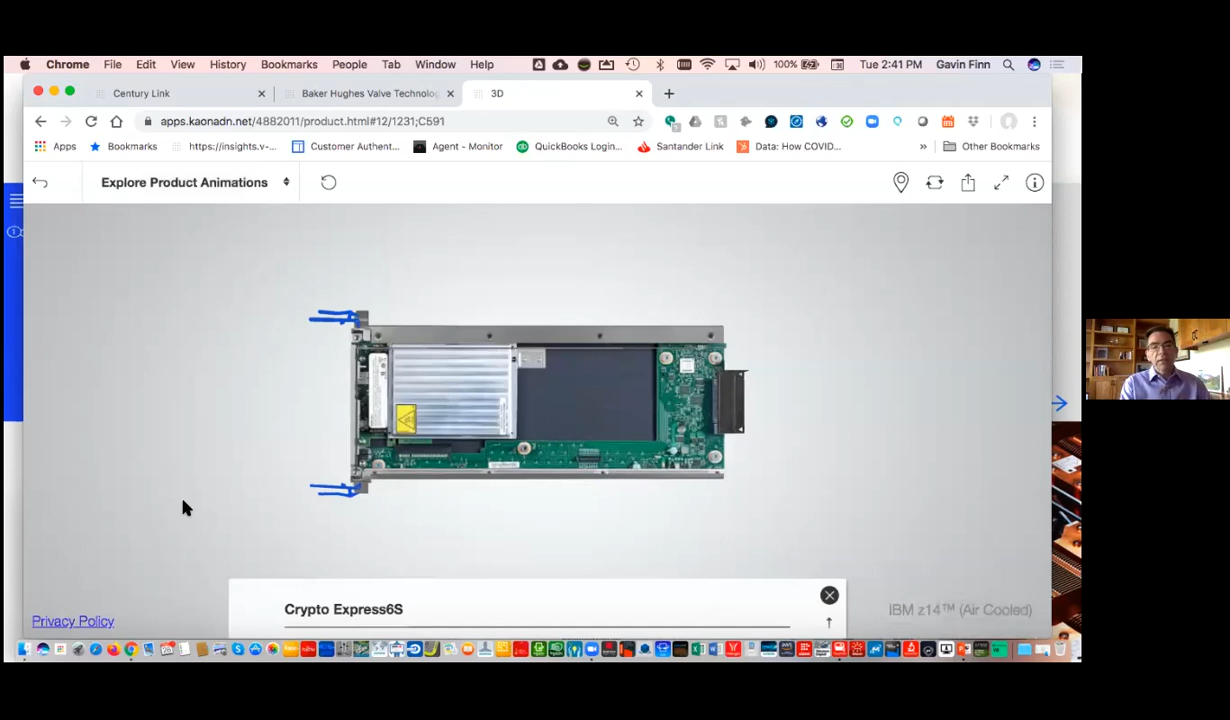 Chrome File Edit View History Bookmarks People Tab Window Help 100% Tue 2:41 PM Gavin Finn
Century Link Baker Hughes Valve Technolog 3D
apps.kaonadn.net/4882011/product.html#12/1231;C591
Apps Bookmarks https://insights.v-... Customer Authent... Agent - Monitor QuickBooks Login... Santander Link Data: How COVID... » Other Bookmarks
Explore Product Animations
Crypto Express6S
Privacy Policy
IBM z14™ (Air Cooled)